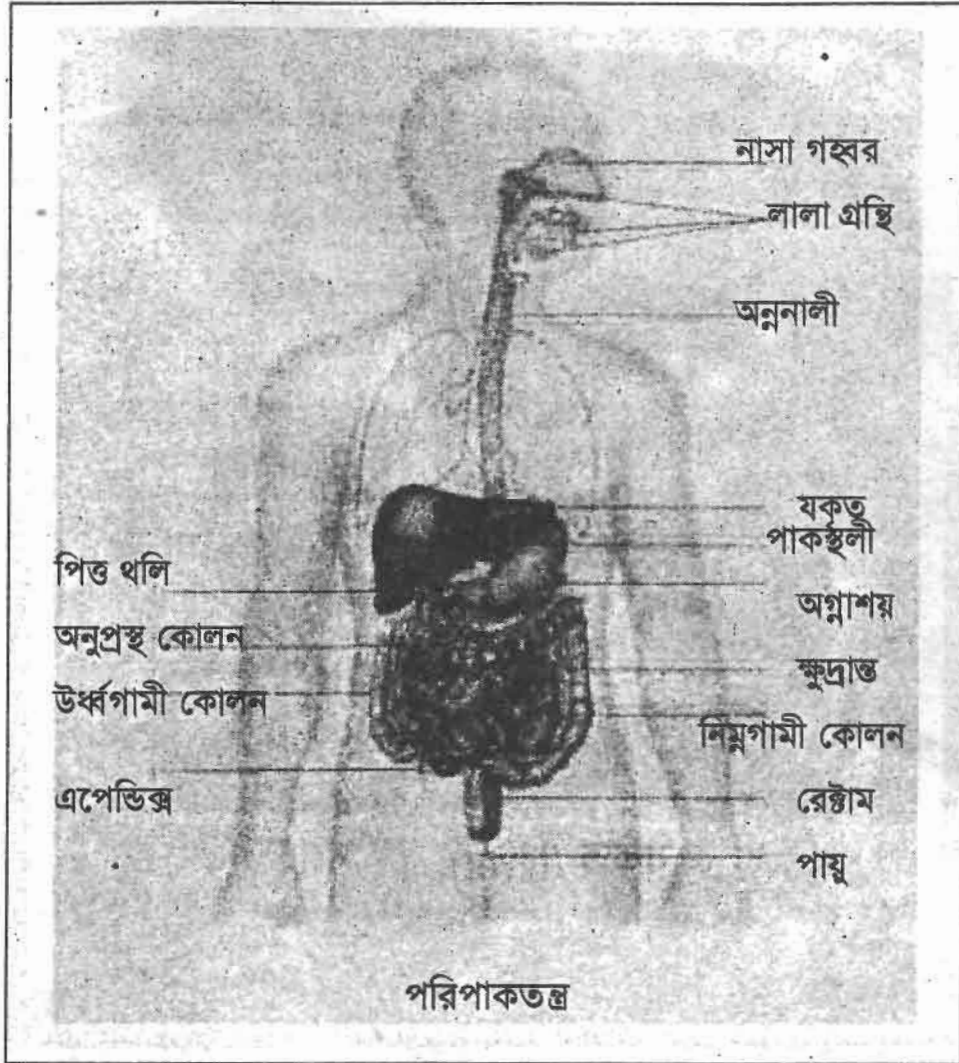 নাসা গহ্বর
লালা গ্রন্থি
অন্ননালী
যকৃত
পাকস্থলী
পিত্ত থলি
অগ্নাশয়
অনুপ্রস্থ কোলন
ক্ষুদ্রান্ত
উর্ধ্বগামী কোলন
নিম্নগামী কোলন
এপেন্ডিক্স
রেক্টাম
পায়ু
পরিপাকতন্ত্র